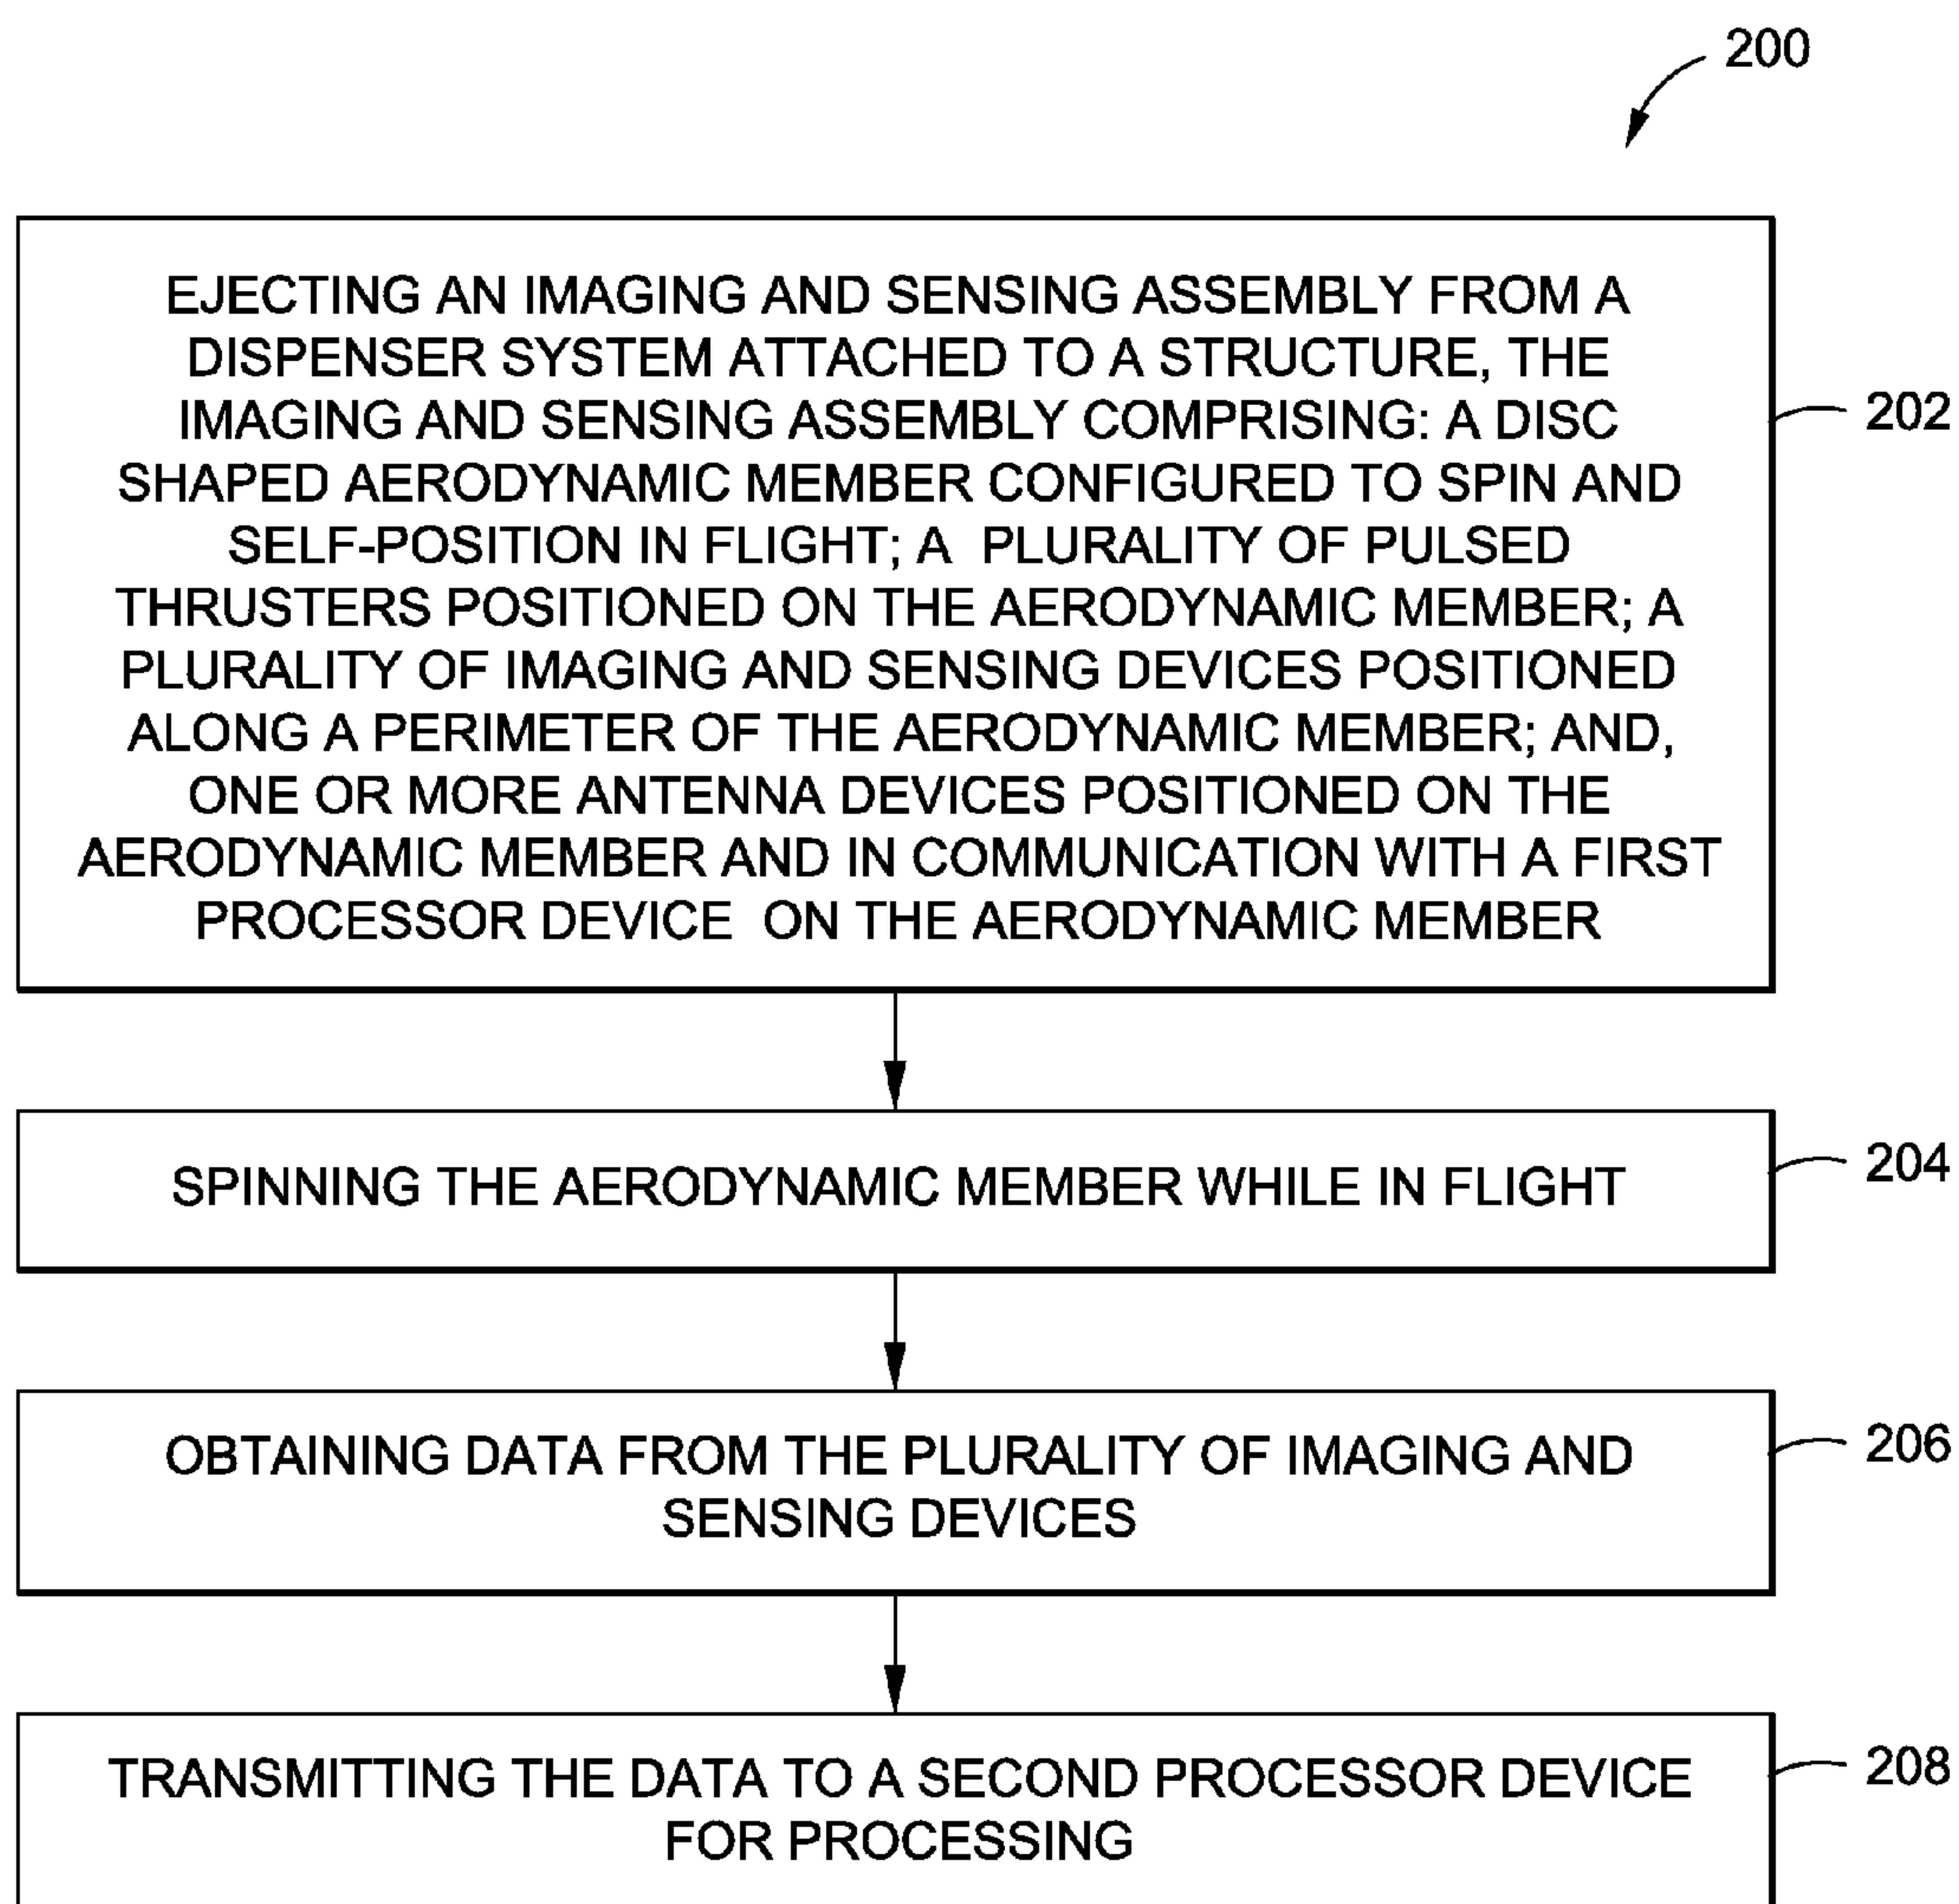 200
EJECTING AN IMAGING AND SENSING ASSEMBLY FROM A
DISPENSER SYSTEM ATTACHED TO A STRUCTURE, THE
IMAGING AND SENSING ASSEMBLY COMPRISING: A DISC
SHAPED AERODYNAMIC MEMBER CONFIGURED TO SPIN AND
SELF-POSITION IN FLIGHT; A PLURALITY OF PULSED
THRUSTERS POSITIONED ON THE AERODYNAMIC MEMBER; A
PLURALITY OF IMAGING AND SENSING DEVICES POSITIONED
ALONG A PERIMETER OF THE AERODYNAMIC MEMBER; AND,
ONE OR MORE ANTENNA DEVICES POSITIONED ON THE
AERODYNAMIC MEMBER AND IN COMMUNICATION WITH A FIRST
PROCESSOR DEVICE ON THE AERODYNAMIC MEMBER
202
SPINNING THE AERODYNAMIC MEMBER WHILE IN FLIGHT
204
OBTAINING DATA FROM THE PLURALITY OF IMAGING AND
SENSING DEVICES
206
TRANSMITTING THE DATA TO A SECOND PROCESSOR DEVICE
FOR PROCESSING
208